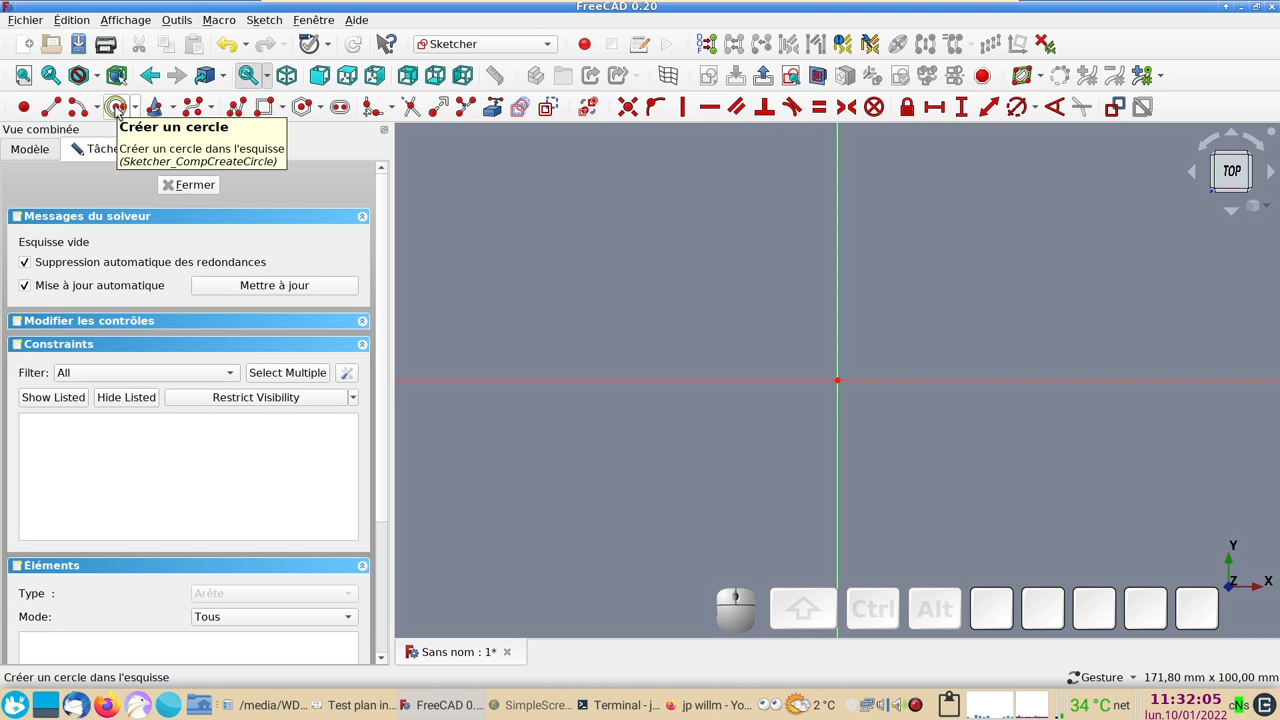 FreeCAD 0.20
Fichier Édition Affichage Outils Macro Sketch Fenêtre Aide
Sketcher
Vue combinée
Modèle Tâche
Créer un cercle
Créer un cercle dans l'esquisse
(Sketcher_CompCreateCircle)
Fermer
Messages du solveur
Esquisse vide
Suppression automatique des redondances
Mise à jour automatique Mettre à jour
Modifier les contrôles
Constraints
Filter: All Select Multiple
Show Listed Hide Listed Restrict Visibility
Eléments
Type : Arête
Mode: Tous
TOP
Y
Z X
Ctrl Alt
Sans nom : 1*
Créer un cercle dans l'esquisse
Gesture 171,80 mm x 100,00 mm
/media/WD... Test plan in... FreeCAD 0.... SimpleScre... Terminal - j... jp willm - Yo... 2 °C 34 °C net 11:32:05
lun.10/01/2022
cNs